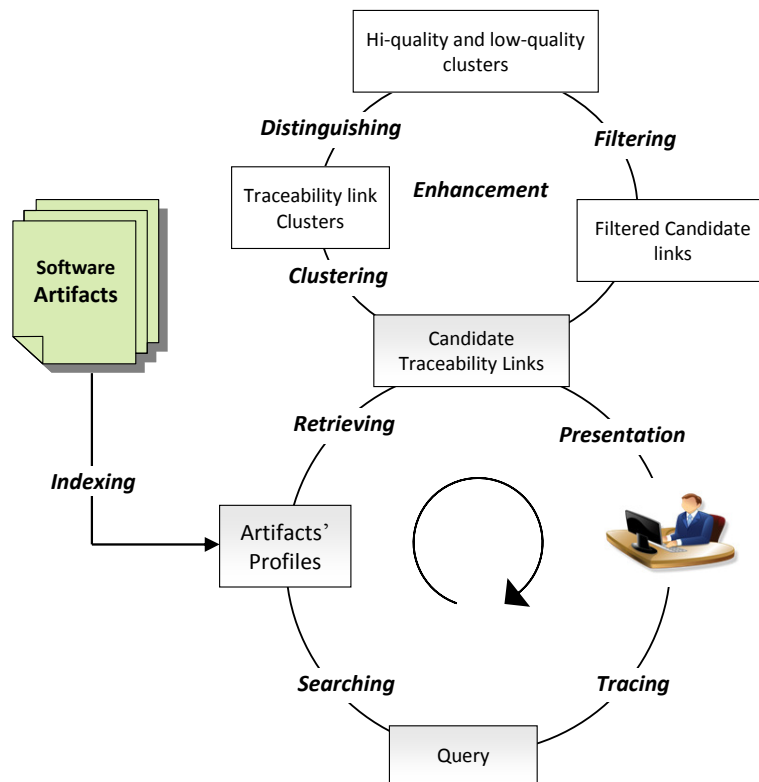 Hi-quality and low-quality
clusters
Distinguishing
Filtering
Traceability link
Clusters
Enhancement
Filtered Candidate
links
Software
Artifacts
Clustering
Candidate
Traceability Links
Retrieving
Presentation
Indexing
Artifacts’
Profiles
Searching
Tracing
Query